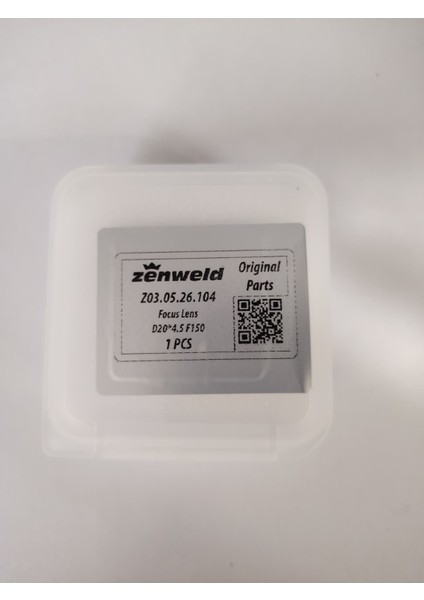 zenweld
Original
Parts
Z03.05.26.104
Focus Lens
D20*4.5 F150
1 PCS